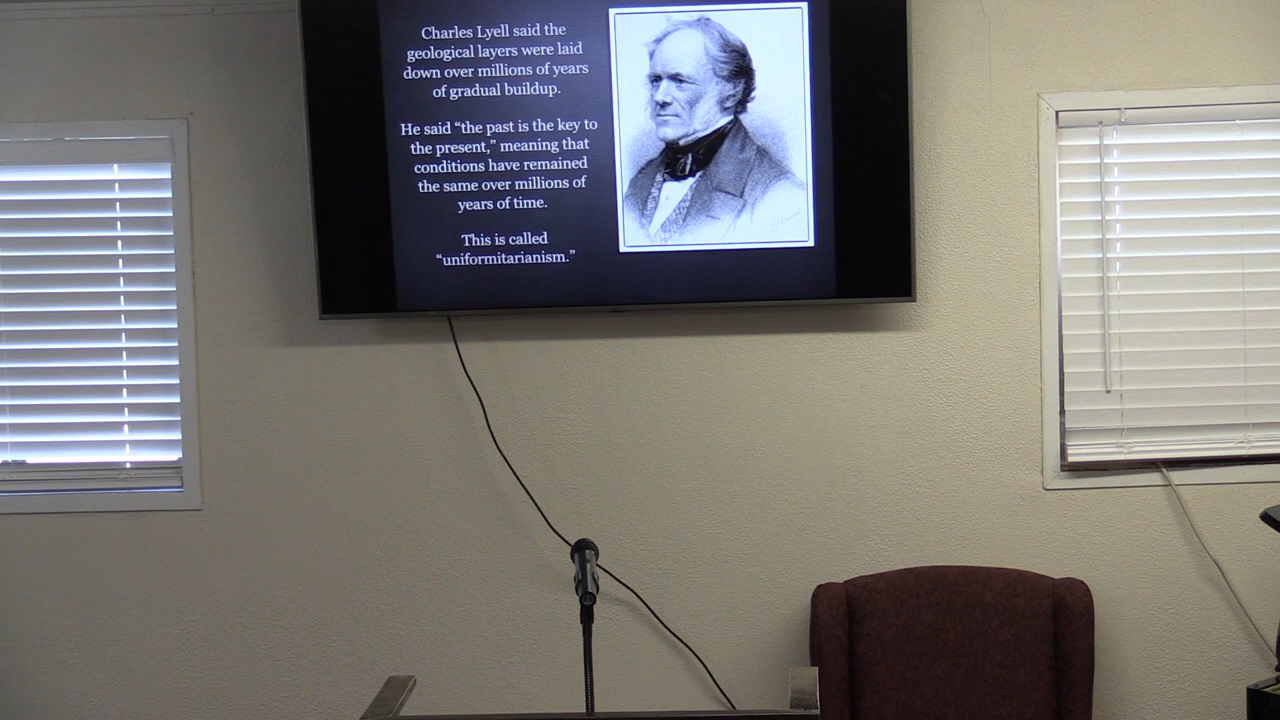 Charles Lyell said the
geological layers were laid
down over millions of years
of gradual buildup.
He said “the past is the key to
the present,” meaning that
conditions have remained
the same over millions of
years of time.
This is called
“uniformitarianism.”